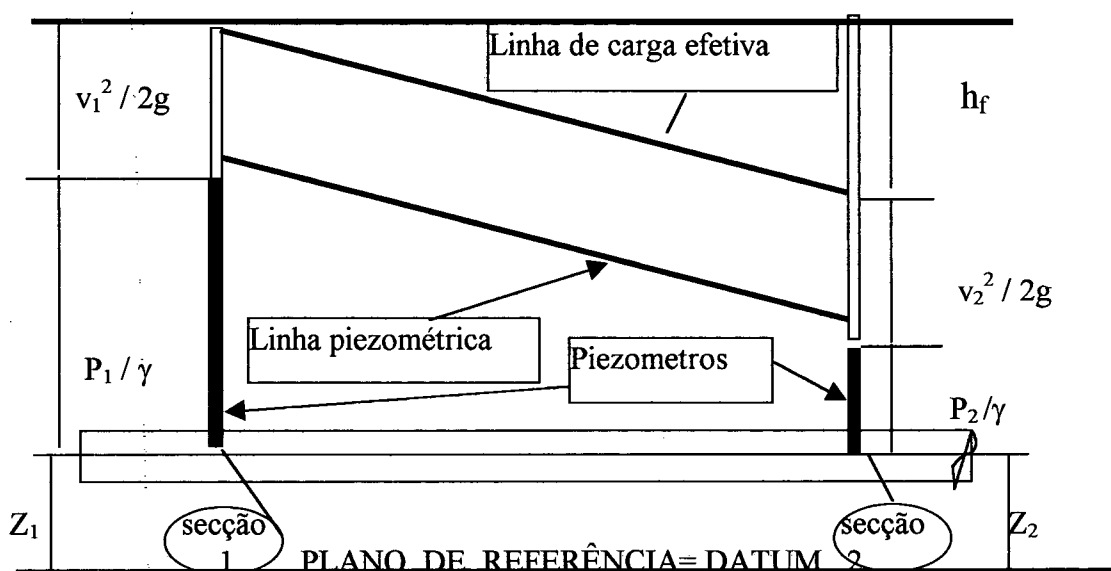 Linha de carga efetiva
v₁² / 2g
h_f
v₂² / 2g
Linha piezométrica
Piezometros
P₁ / γ
P₂ /γ
Z₁
secção
1
PLANO DE REFERÊNCIA= DATUM
secção
2
Z₂